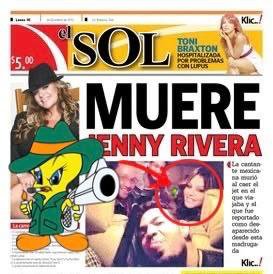 Klic..!
el SOL
$5.00
TONI
BRAXTON
HOSPITALIZADA
POR PROBLEMAS
CON LUPUS
MUERE
JENNY RIVERA
La cantan-
te mexica-
na murió
al caer el
jet en el
que via-
jaba y el
que fue
reportado
como des-
aparecido
desde esta
madruga-
da
Klic..!